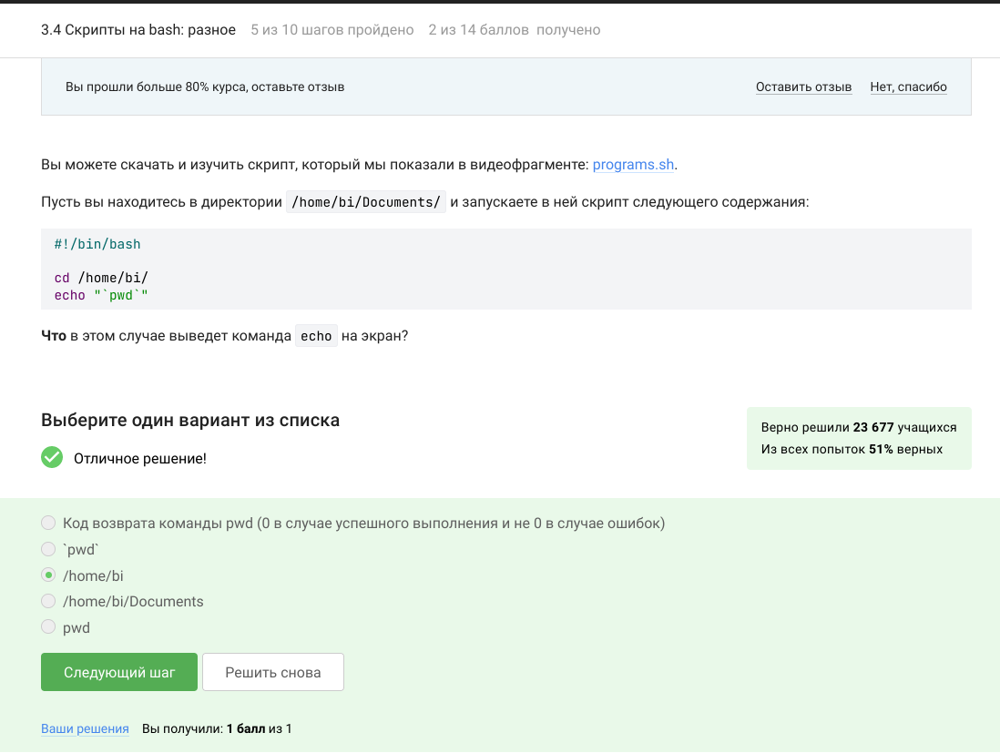 3.4 Скрипты на bash: разное 5 из 10 шагов пройдено 2 из 14 баллов получено
Вы прошли больше 80% курса, оставьте отзыв Оставить отзыв Нет, спасибо
Вы можете скачать и изучить скрипт, который мы показали в видеофрагменте: programs.sh.
Пусть вы находитесь в директории /home/bi/Documents/ и запускаете в ней скрипт следующего содержания:
#!/bin/bash
cd /home/bi/
echo "`pwd`"
Что в этом случае выведет команда echo на экран?
Выберите один вариант из списка
Верно решили 23 677 учащихся
Из всех попыток 51% верных
Отличное решение!
Код возврата команды pwd (0 в случае успешного выполнения и не 0 в случае ошибок)
`pwd`
/home/bi
/home/bi/Documents
pwd
Следующий шаг Решить снова
Ваши решения Вы получили: 1 балл из 1